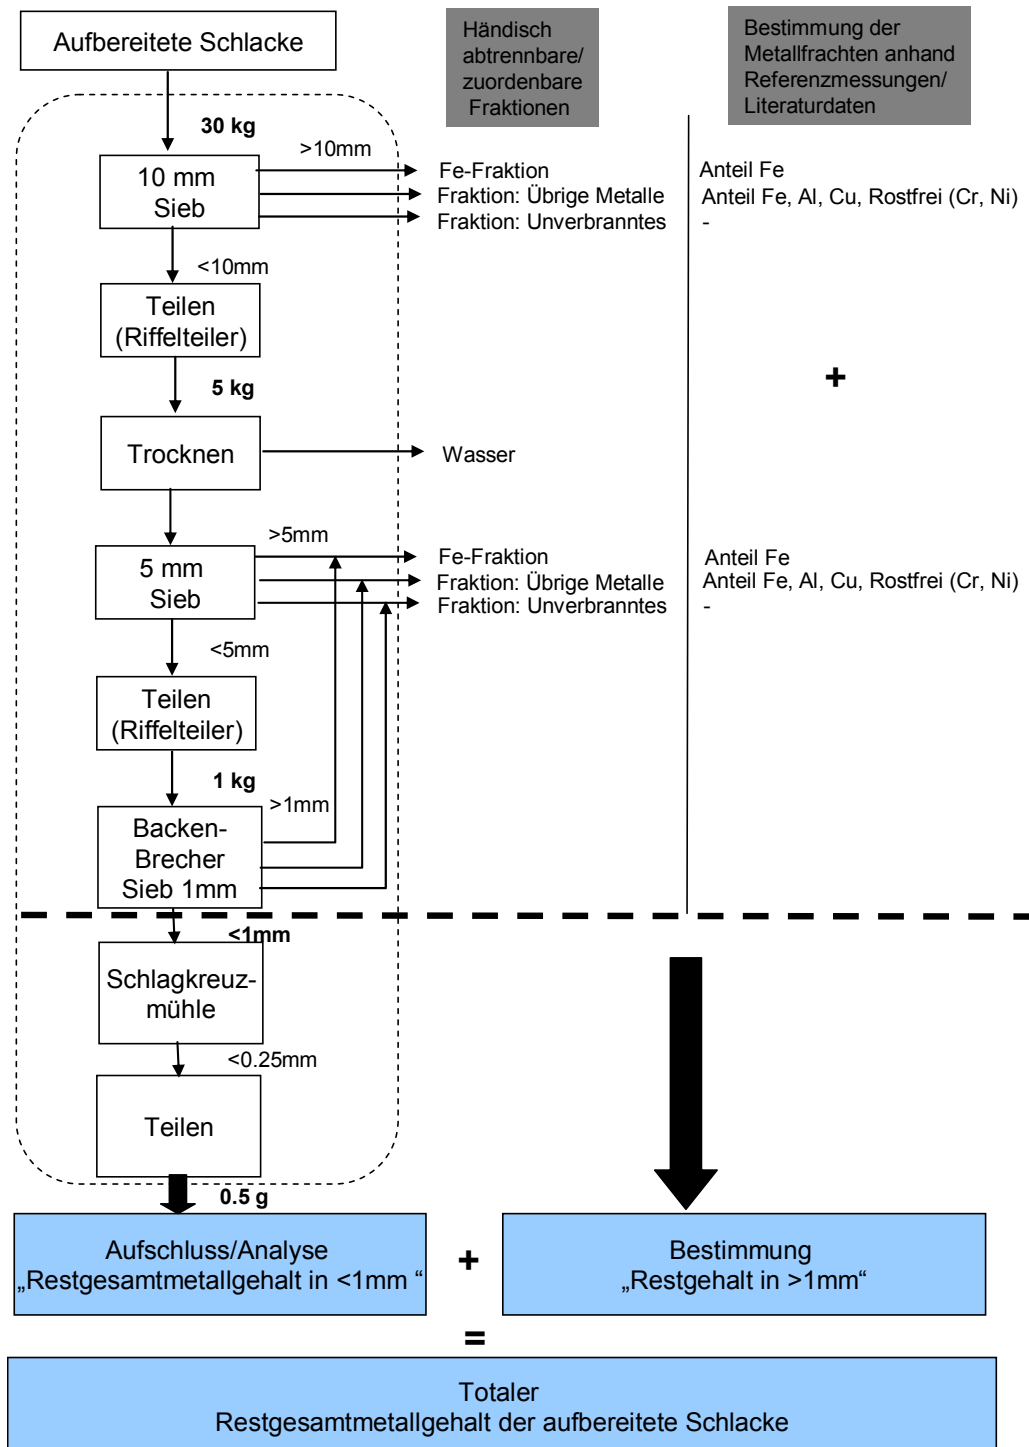 Aufbereitete Schlacke
Händisch
abtrennbare/
zuordenbare
Fraktionen
Bestimmung der
Metallfrachten anhand
Referenzmessungen/
Literaturdaten
30 kg
>10mm
10 mm
Sieb
Fe-Fraktion
Anteil Fe
Fraktion: Übrige Metalle
Anteil Fe, Al, Cu, Rostfrei (Cr, Ni)
Fraktion: Unverbranntes
-
<10mm
Teilen
(Riffelteiler)
+
5 kg
Trocknen
Wasser
>5mm
5 mm
Sieb
Fe-Fraktion
Anteil Fe
Fraktion: Übrige Metalle
Anteil Fe, Al, Cu, Rostfrei (Cr, Ni)
Fraktion: Unverbranntes
-
<5mm
Teilen
(Riffelteiler)
1 kg
>1mm
Backen-
Brecher
Sieb 1mm
<1mm
Schlagkreuz-
mühle
<0.25mm
Teilen
0.5 g
Aufschluss/Analyse
„Restgesamtmetallgehalt in <1mm “
+
Bestimmung
„Restgehalt in >1mm“
=
Totaler
Restgesamtmetallgehalt der aufbereitete Schlacke